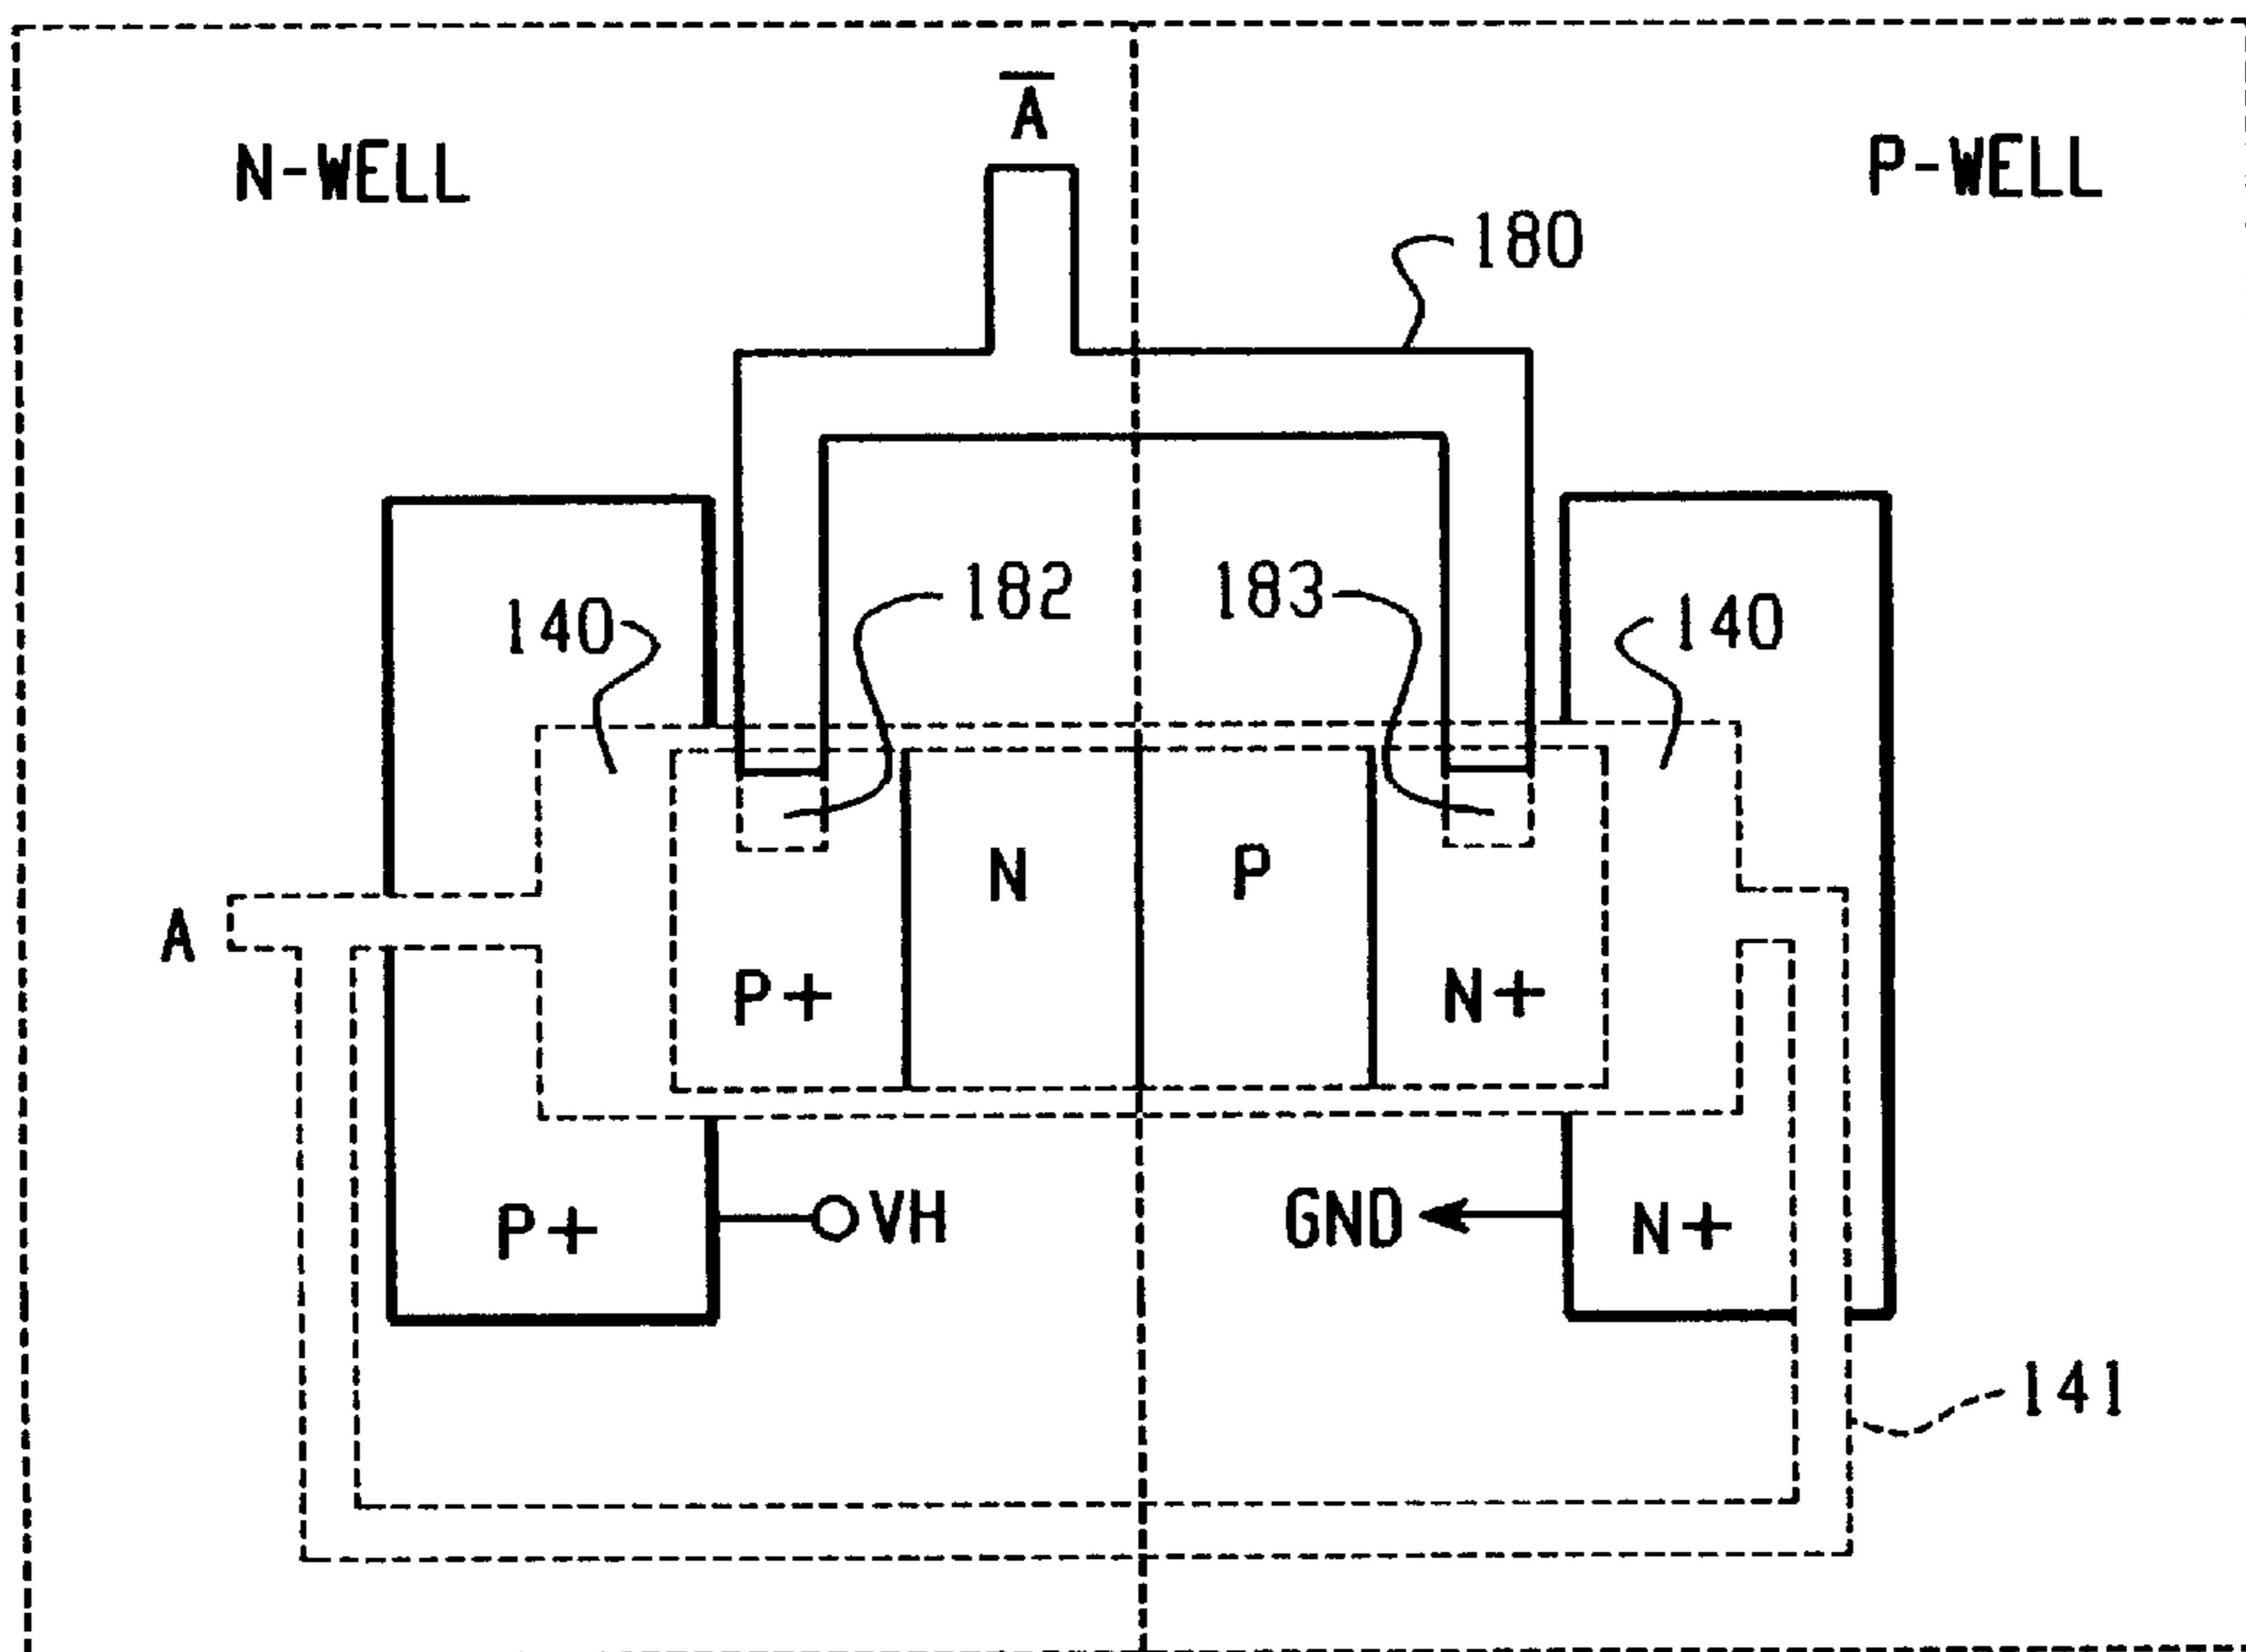 A̅
N-WELL
P-WELL
180
182
183
140
140
N
P
A
P+
N+
VH
GND
P+
N+
141